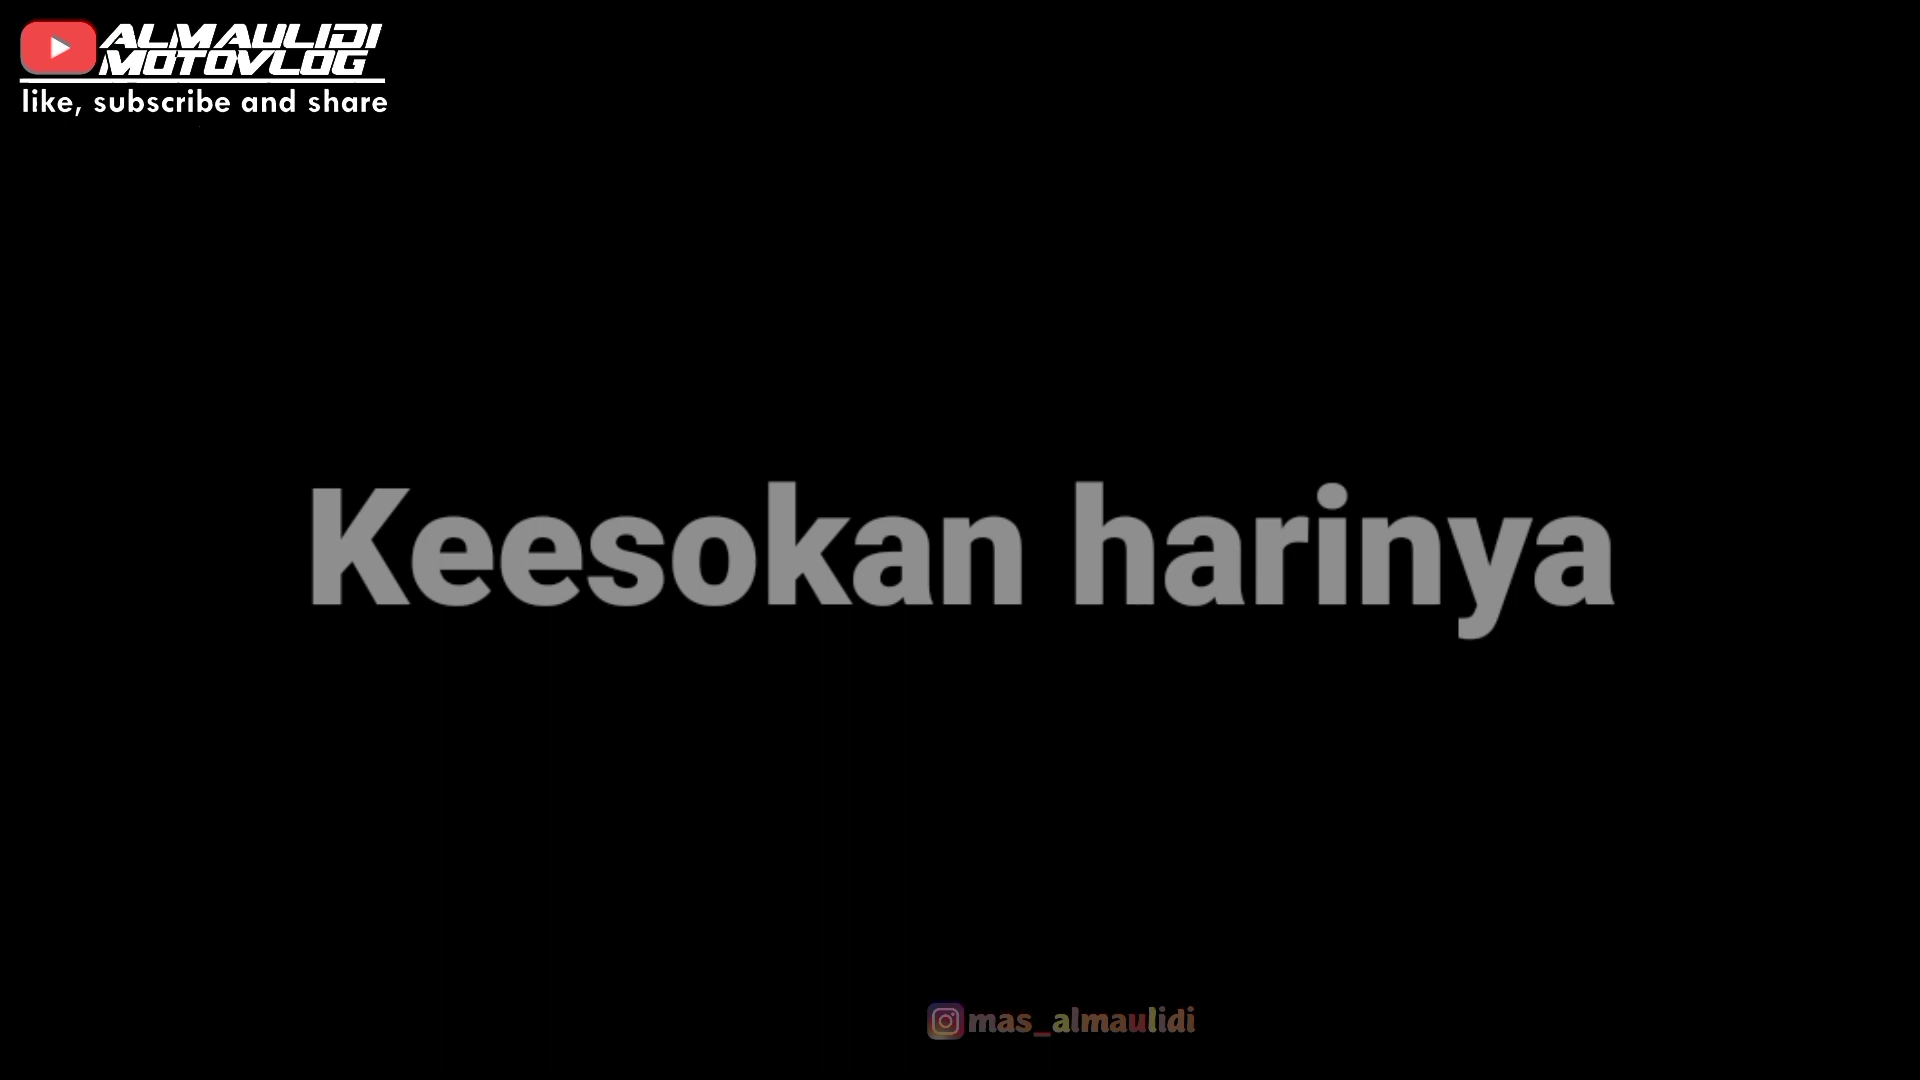 ALMAULIDI
MOTOVLOG
like, subscribe and share
Keesokan harinya
mas_almaulidi